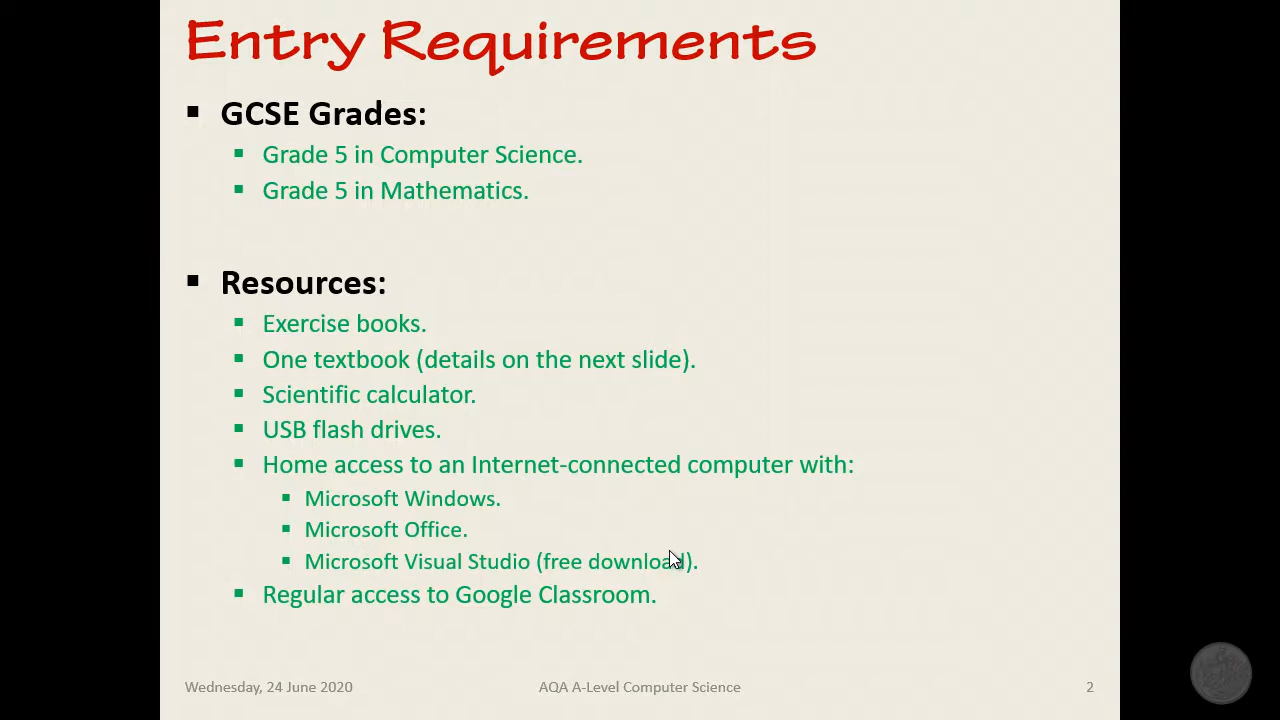 Entry Requirements
GCSE Grades:
Grade 5 in Computer Science.
Grade 5 in Mathematics.
Resources:
Exercise books.
One textbook (details on the next slide).
Scientific calculator.
USB flash drives.
Home access to an Internet-connected computer with:
Microsoft Windows.
Microsoft Office.
Microsoft Visual Studio (free download).
Regular access to Google Classroom.
Wednesday, 24 June 2020 AQA A-Level Computer Science 2